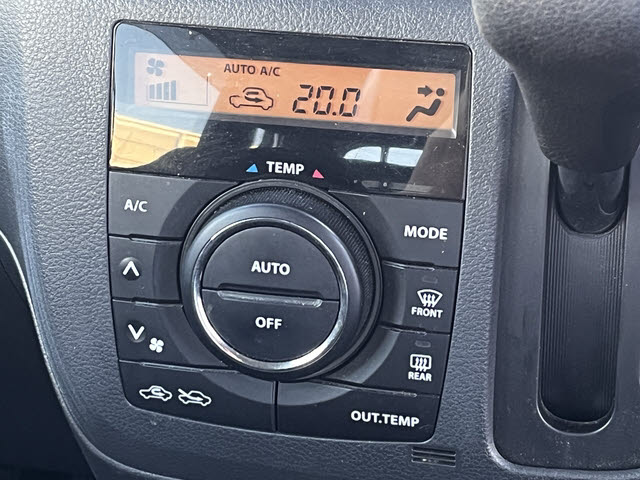 AUTO A/C
20.0
TEMP
A/C
MODE
AUTO
OFF
FRONT
REAR
OUT.TEMP